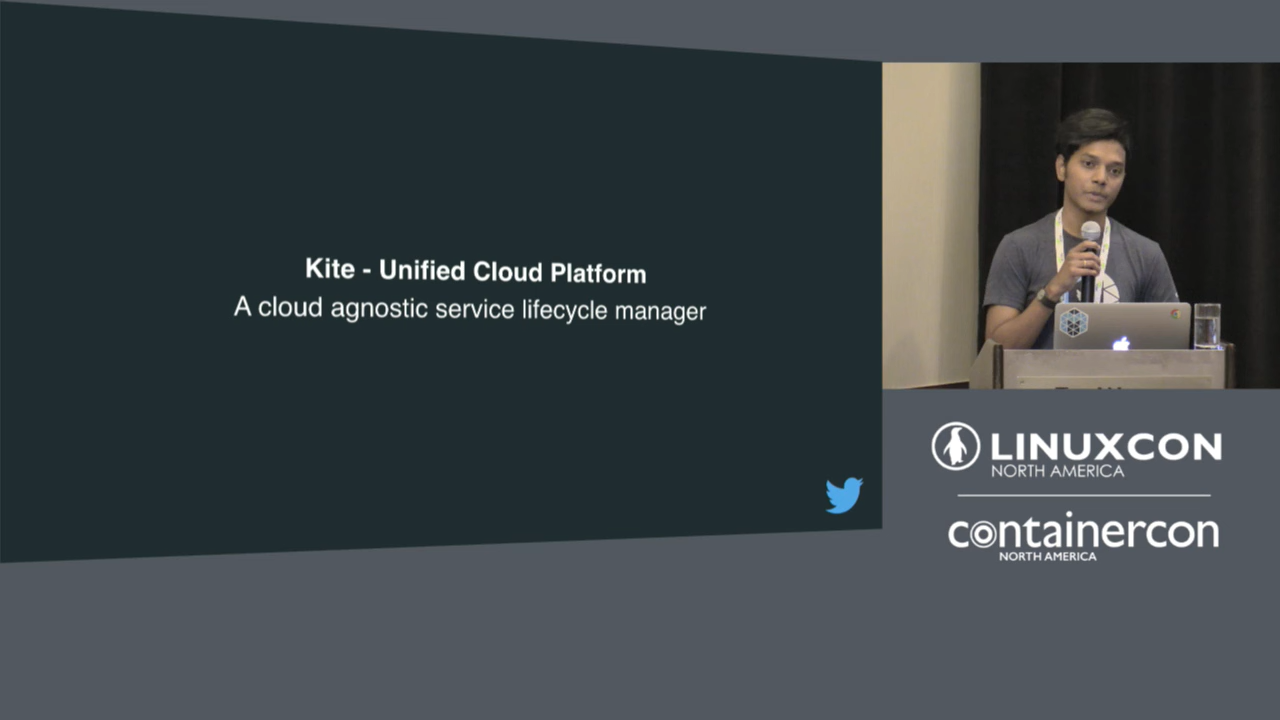 Kite - Unified Cloud Platform
A cloud agnostic service lifecycle manager
LINUXCON
NORTH AMERICA
containercon
NORTH AMERICA